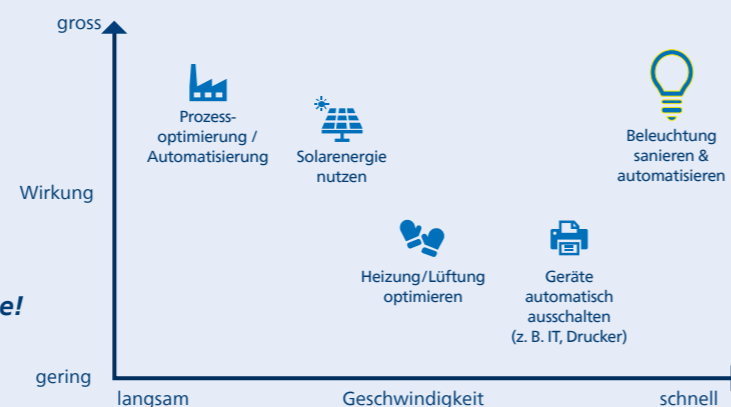 gross
Prozess-
optimierung /
Automatisierung
Solarenergie
nutzen
Beleuchtung
sanieren &
automatisieren
Wirkung
Heizung/Lüftung
optimieren
Geräte
automatisch
ausschalten
(z. B. IT, Drucker)
e!
gering
langsam
Geschwindigkeit
schnell